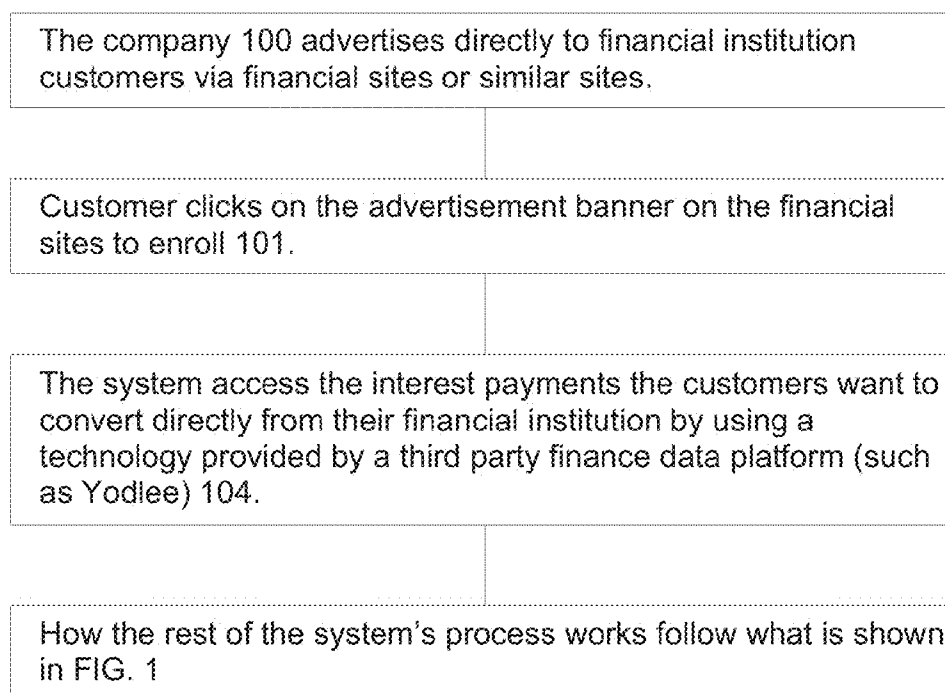 The company 100 advertises directly to financial institution
customers via financial sites or similar sites.
Customer clicks on the advertisement banner on the financial
sites to enroll 101.
The system access the interest payments the customers want to
convert directly from their financial institution by using a
technology provided by a third party finance data platform (such
as Yodlee) 104.
How the rest of the system's process works follow what is shown
in FIG. 1